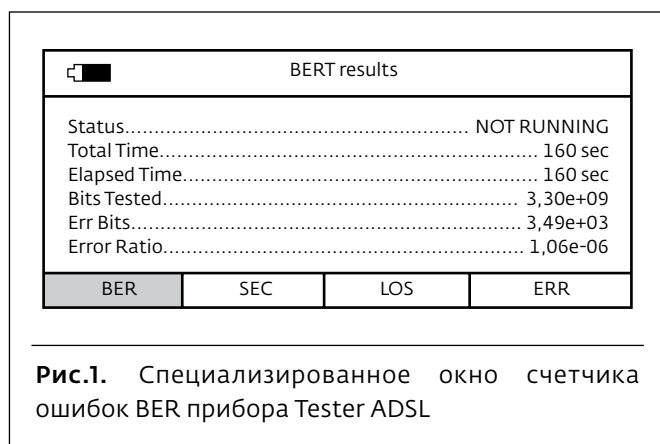 BERT results
Status.................................................... NOT RUNNING
Total Time......................................................... 160 sec
Elapsed Time..................................................... 160 sec
Bits Tested...................................................... 3,30e+09
Err Bits............................................................ 3,49e+03
Error Ratio...................................................... 1,06e-06
BER SEC LOS ERR
Рис.1. Специализированное окно счетчика
ошибок BER прибора Tester ADSL